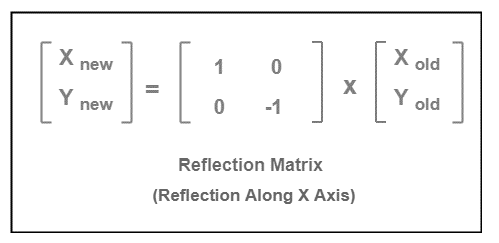 X new 1 0 X old
= X
Y new 0 -1 Y old
Reflection Matrix
(Reflection Along X Axis)